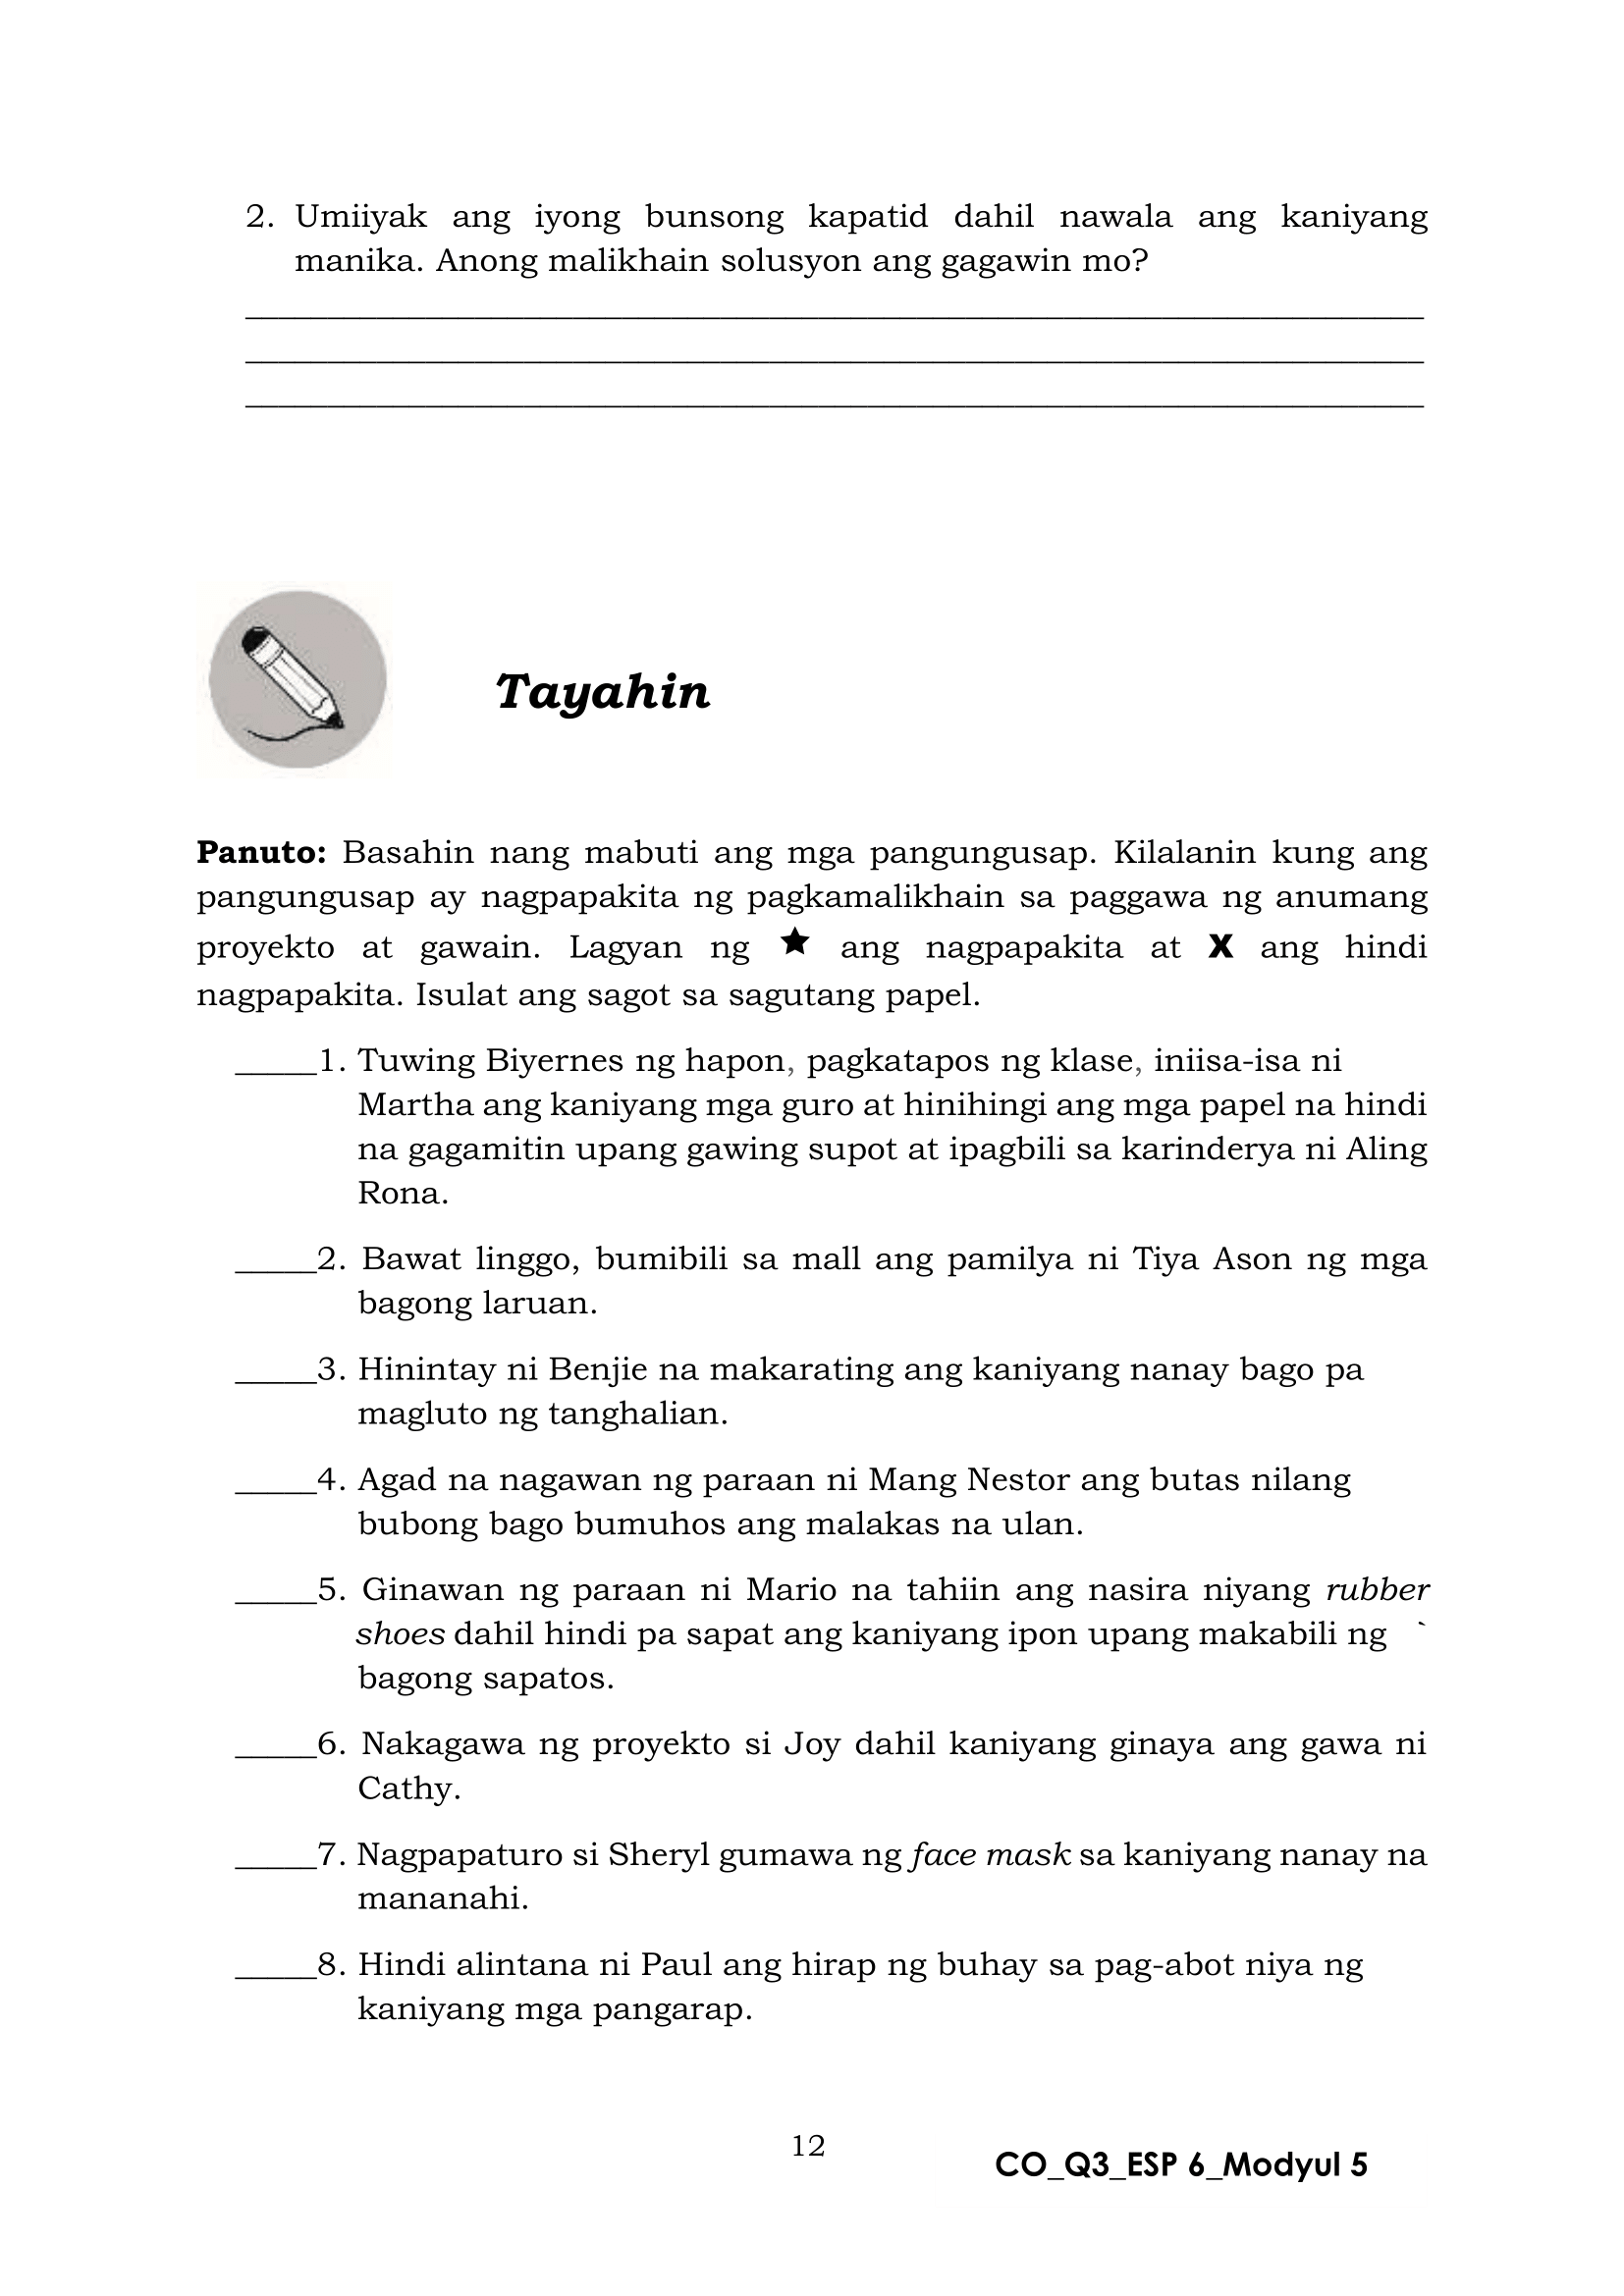 2. Umiiyak ang iyong bunsong kapatid dahil nawala ang kaniyang
manika. Anong malikhain solusyon ang gagawin mo?
Tayahin
Panuto: Basahin nang mabuti ang mga pangungusap. Kilalanin kung ang
pangungusap ay nagpapakita ng pagkamalikhain sa paggawa ng anumang
proyekto at gawain. Lagyan ng ★ ang nagpapakita at X ang hindi
nagpapakita. Isulat ang sagot sa sagutang papel.
_____1. Tuwing Biyernes ng hapon, pagkatapos ng klase, iniisa-isa ni
Martha ang kaniyang mga guro at hinihingi ang mga papel na hindi
na gagamitin upang gawing supot at ipagbili sa karinderya ni Aling
Rona.
_____2. Bawat linggo, bumibili sa mall ang pamilya ni Tiya Ason ng mga
bagong laruan.
_____3. Hinintay ni Benjie na makarating ang kaniyang nanay bago pa
magluto ng tanghalian.
_____4. Agad na nagawan ng paraan ni Mang Nestor ang butas nilang
bubong bago bumuhos ang malakas na ulan.
_____5. Ginawan ng paraan ni Mario na tahiin ang nasira niyang rubber
shoes dahil hindi pa sapat ang kaniyang ipon upang makabili ng `
bagong sapatos.
_____6. Nakagawa ng proyekto si Joy dahil kaniyang ginaya ang gawa ni
Cathy.
_____7. Nagpapaturo si Sheryl gumawa ng face mask sa kaniyang nanay na
mananahi.
_____8. Hindi alintana ni Paul ang hirap ng buhay sa pag-abot niya ng
kaniyang mga pangarap.
12
CO_Q3_ESP 6_Modyul 5